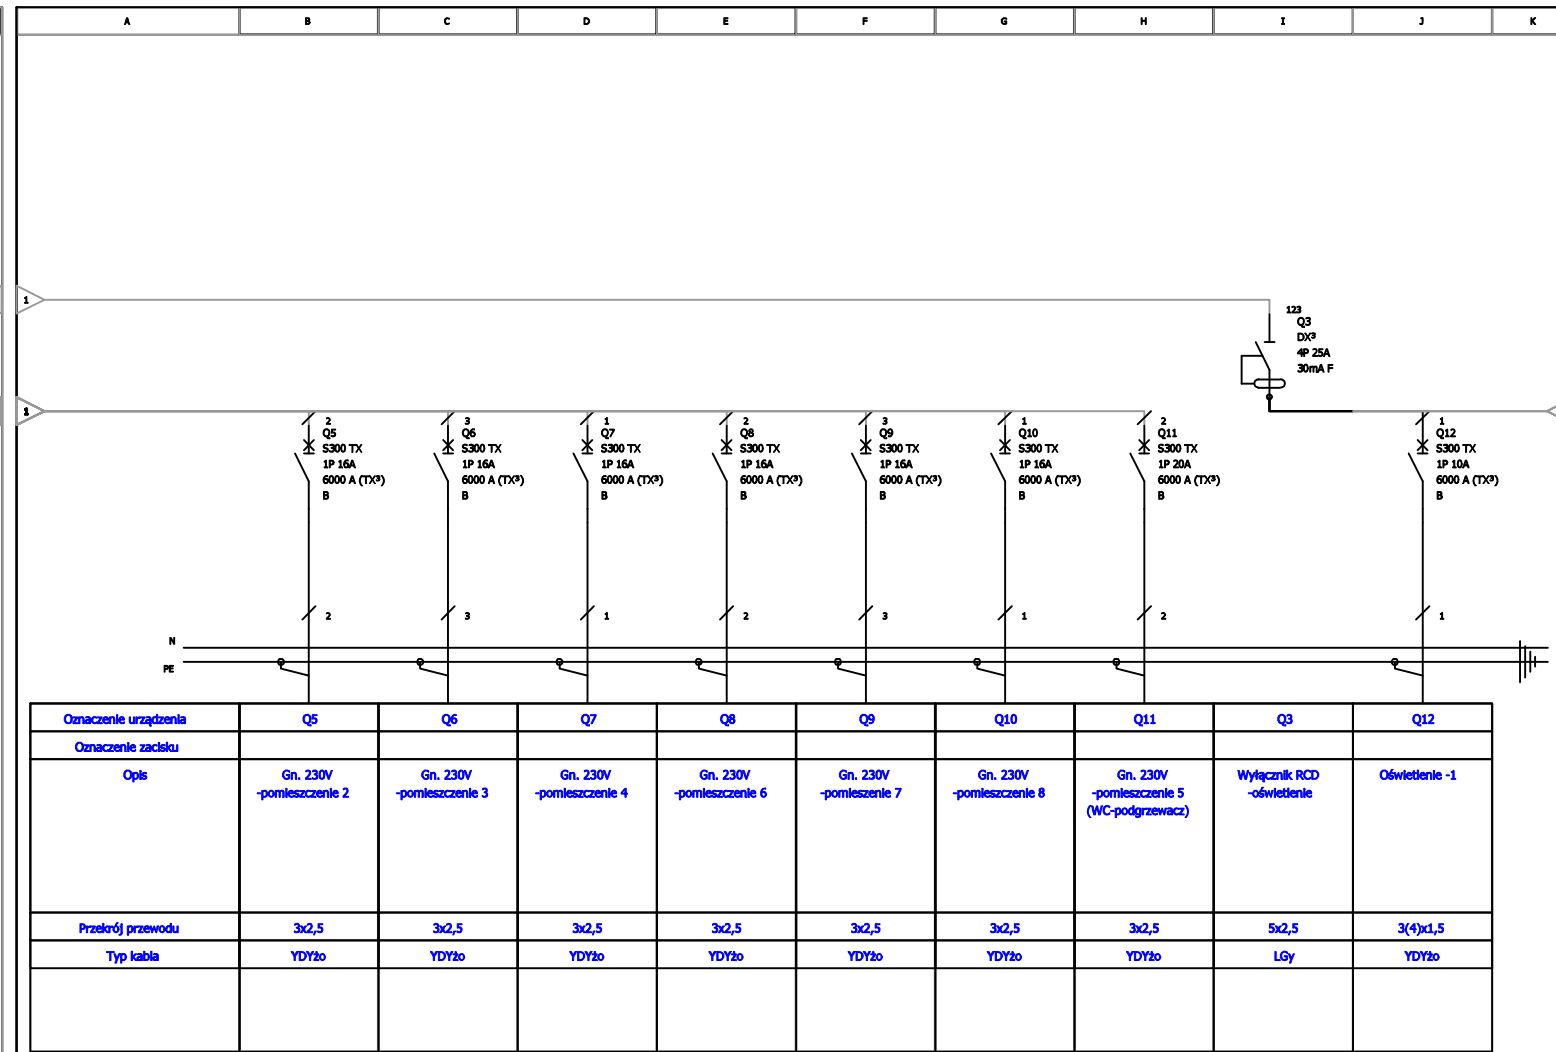 A B C D E F G H I J K
1
123
Q3
DX³
4P 25A
30mA F
1
2
Q5
S300 TX
1P 16A
6000 A (TX³)
B
3
Q6
S300 TX
1P 16A
6000 A (TX³)
B
1
Q7
S300 TX
1P 16A
6000 A (TX³)
B
2
Q8
S300 TX
1P 16A
6000 A (TX³)
B
3
Q9
S300 TX
1P 16A
6000 A (TX³)
B
1
Q10
S300 TX
1P 16A
6000 A (TX³)
B
2
Q11
S300 TX
1P 20A
6000 A (TX³)
B
1
Q12
S300 TX
1P 10A
6000 A (TX³)
B
2 3 1 2 3 1 2 1
N
PE
Oznaczenie urządzenia Q5 Q6 Q7 Q8 Q9 Q10 Q11 Q3 Q12
Oznaczenie zacisku
Opis
Gn. 230V
-pomieszczenie 2
Gn. 230V
-pomieszczenie 3
Gn. 230V
-pomieszczenie 4
Gn. 230V
-pomieszczenie 6
Gn. 230V
-pomieszenie 7
Gn. 230V
-pomieszczenie 8
Gn. 230V
-pomieszczenie 5
(WC-podgrzewacz)
Wyłącznik RCD
-oświetlenie
Oświetlenie -1
Przekrój przewodu 3x2,5 3x2,5 3x2,5 3x2,5 3x2,5 3x2,5 3x2,5 5x2,5 3(4)x1,5
Typ kabla YDYżo YDYżo YDYżo YDYżo YDYżo YDYżo YDYżo LGy YDYżo